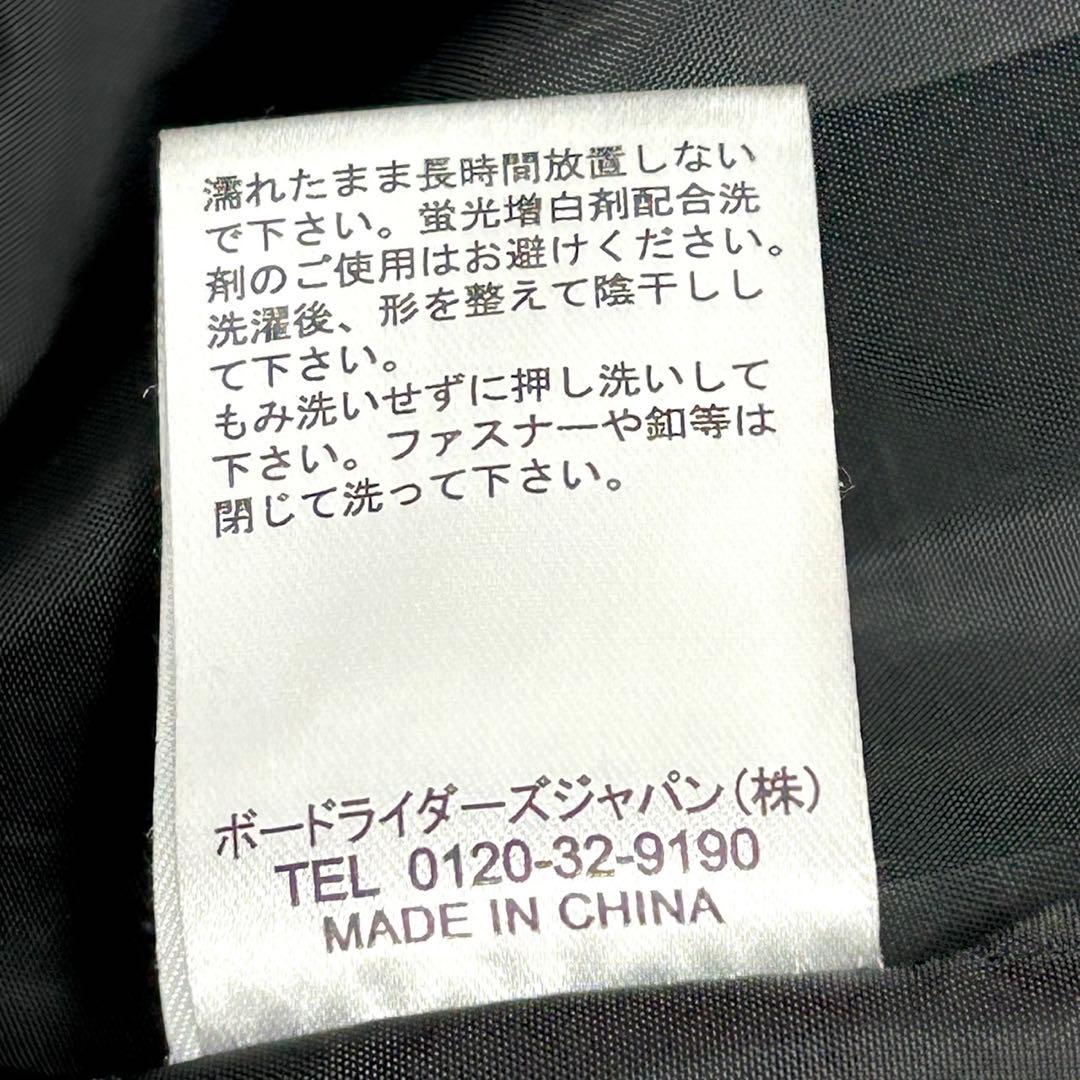 濡れたまま長時間放置しない
で下さい。蛍光増白剤配合洗
剤のご使用はお避けください。
洗濯後、形を整えて陰干しし
て下さい。
もみ洗いせずに押し洗いして
下さい。ファスナーや釦等は
閉じて洗って下さい。
ボードライダーズジャパン(株)
TEL 0120-32-9190
MADE IN CHINA